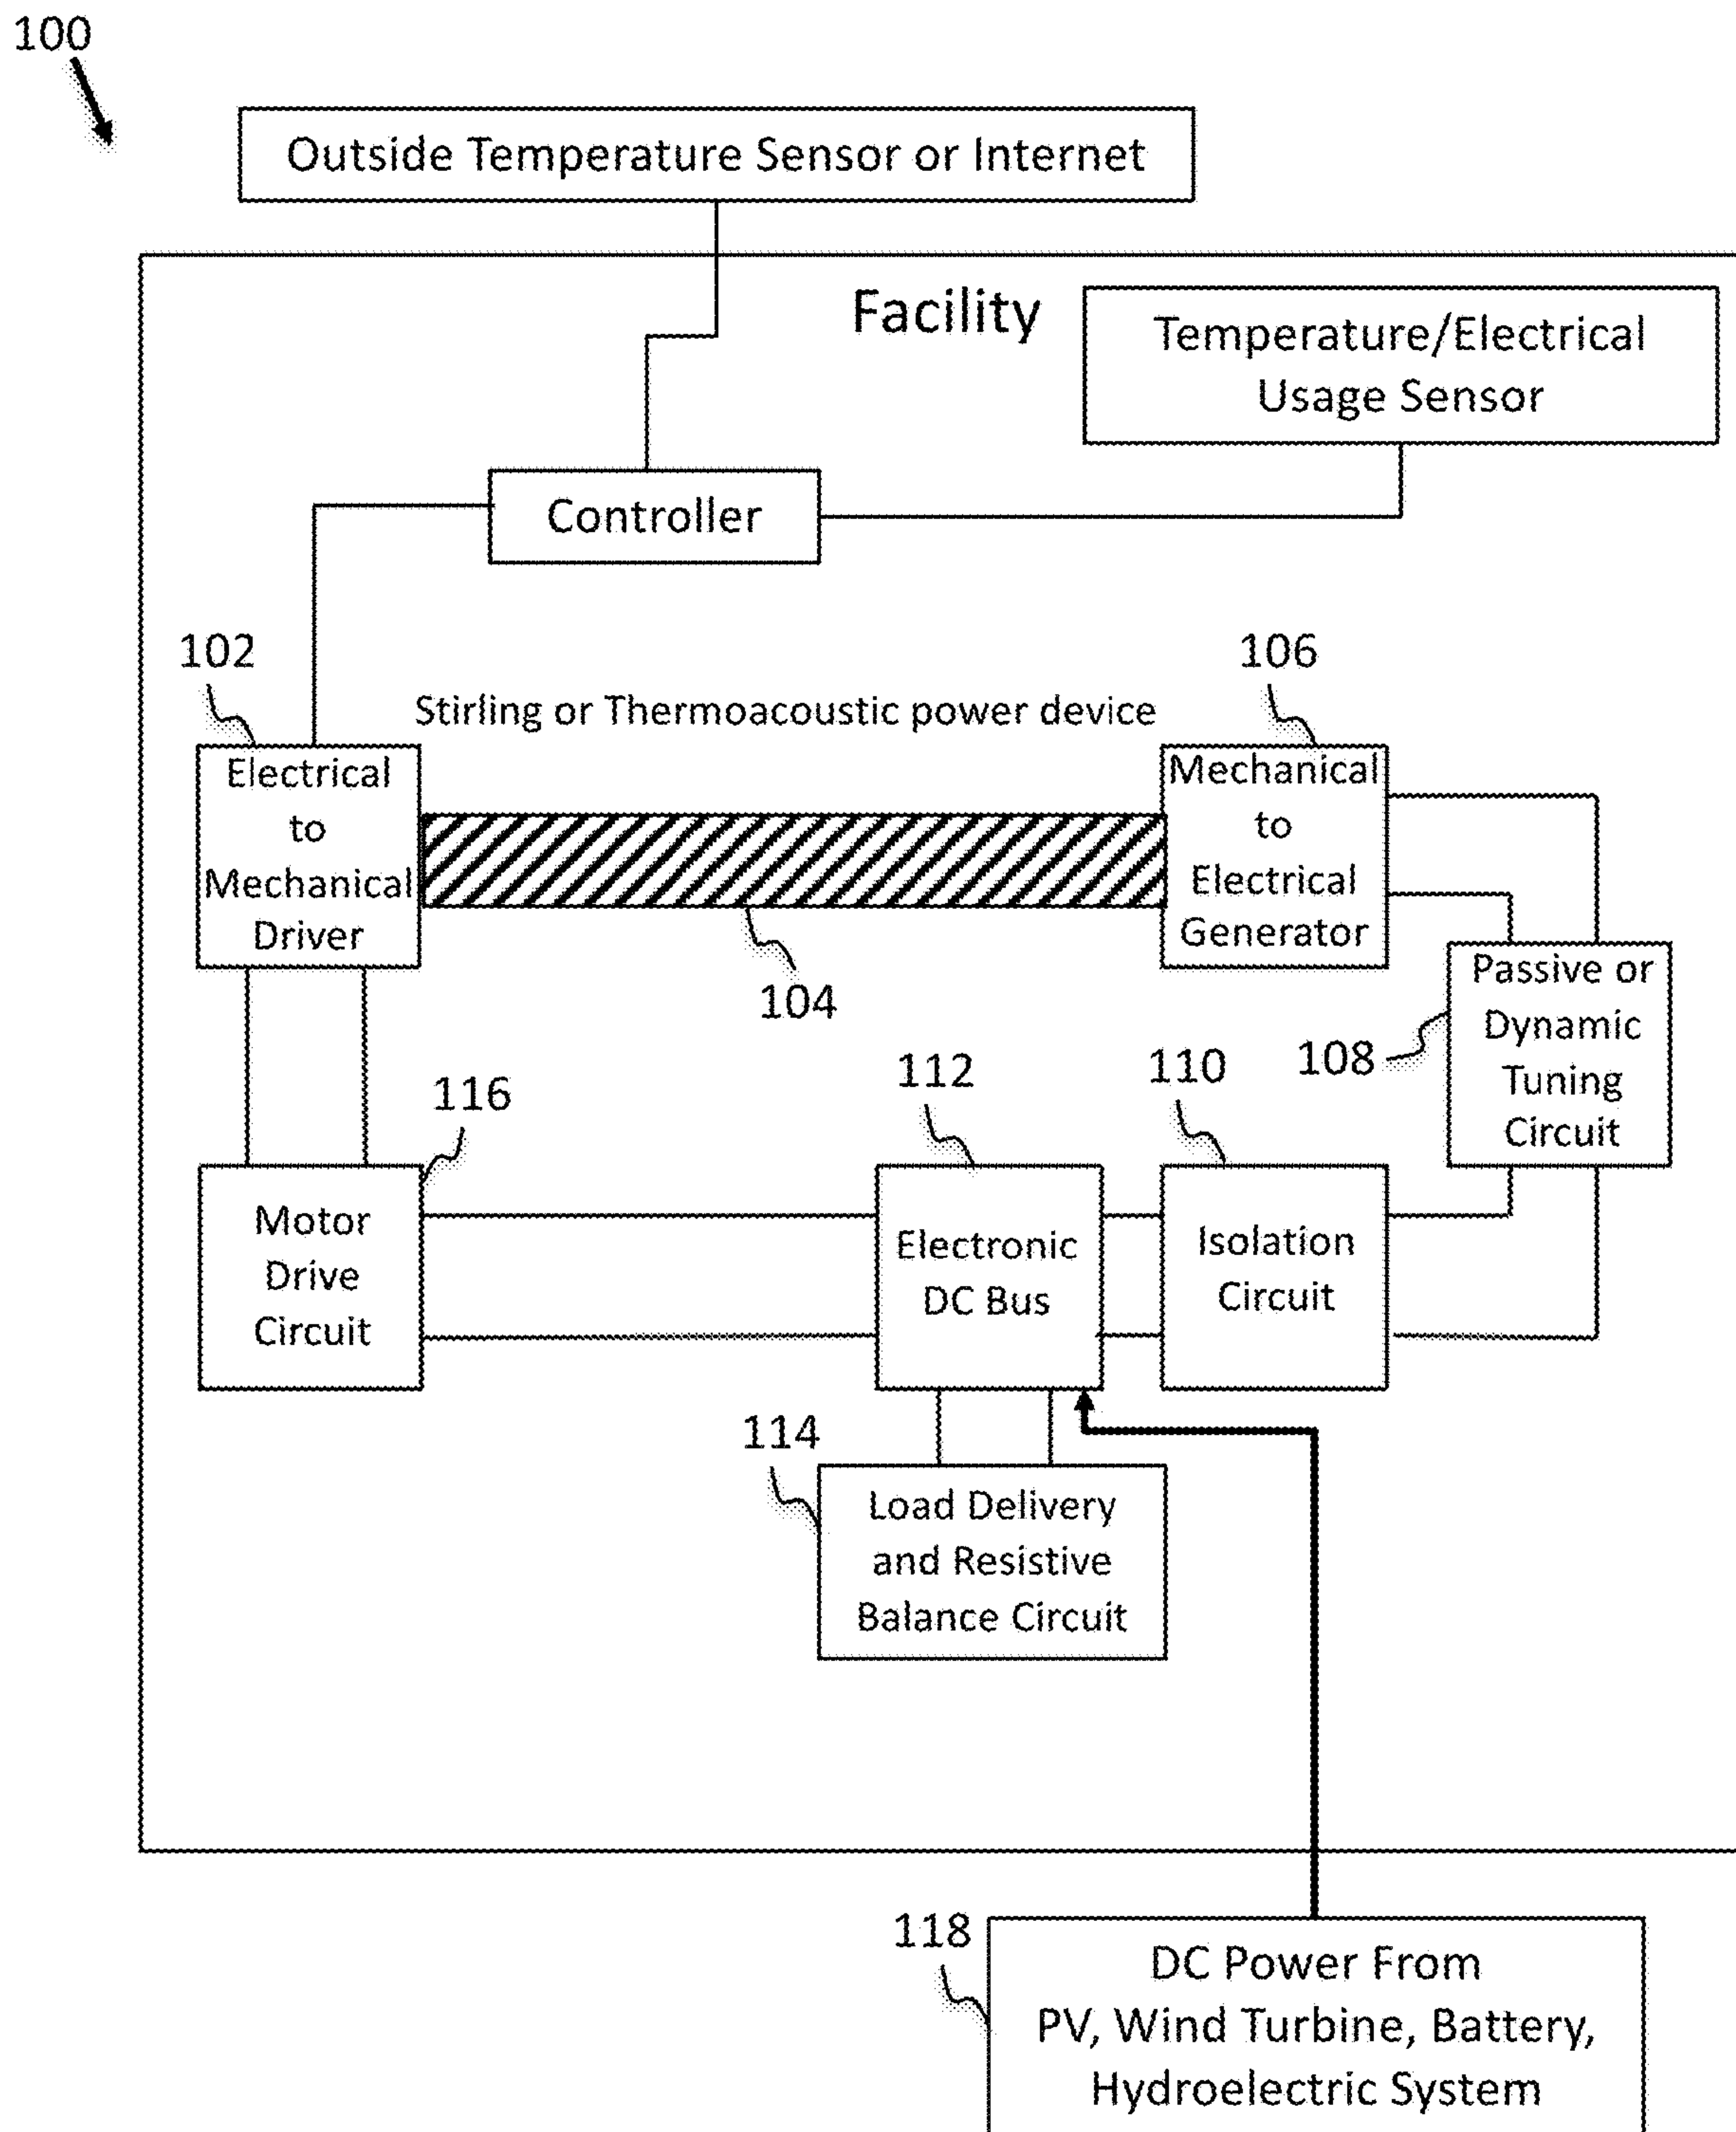 100
Outside Temperature Sensor or Internet
Facility
Temperature/Electrical
Usage Sensor
Controller
102
106
Stirling or Thermoacoustic power device
Electrical
to
Mechanical
Driver
Mechanical
to
Electrical
Generator
104
Passive or
Dynamic
Tuning
Circuit
108
112
110
116
Motor
Drive
Circuit
Electronic
DC Bus
Isolation
Circuit
114
Load Delivery
and Resistive
Balance Circuit
118
DC Power From
PV, Wind Turbine, Battery,
Hydroelectric System